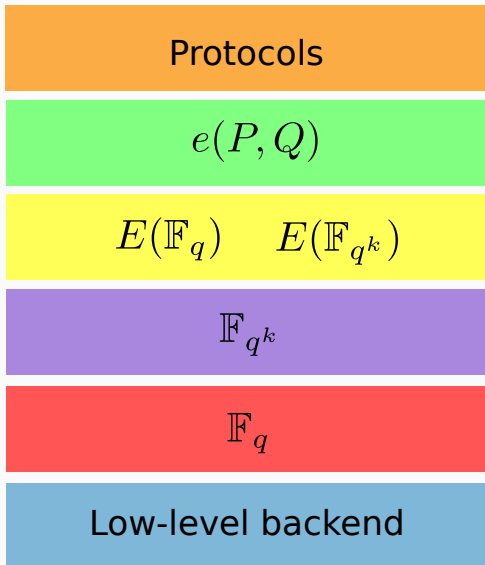 Protocols
e(P, Q)
E(𝔽_q) E(𝔽_{q^k})
𝔽_{q^k}
𝔽_q
Low-level backend